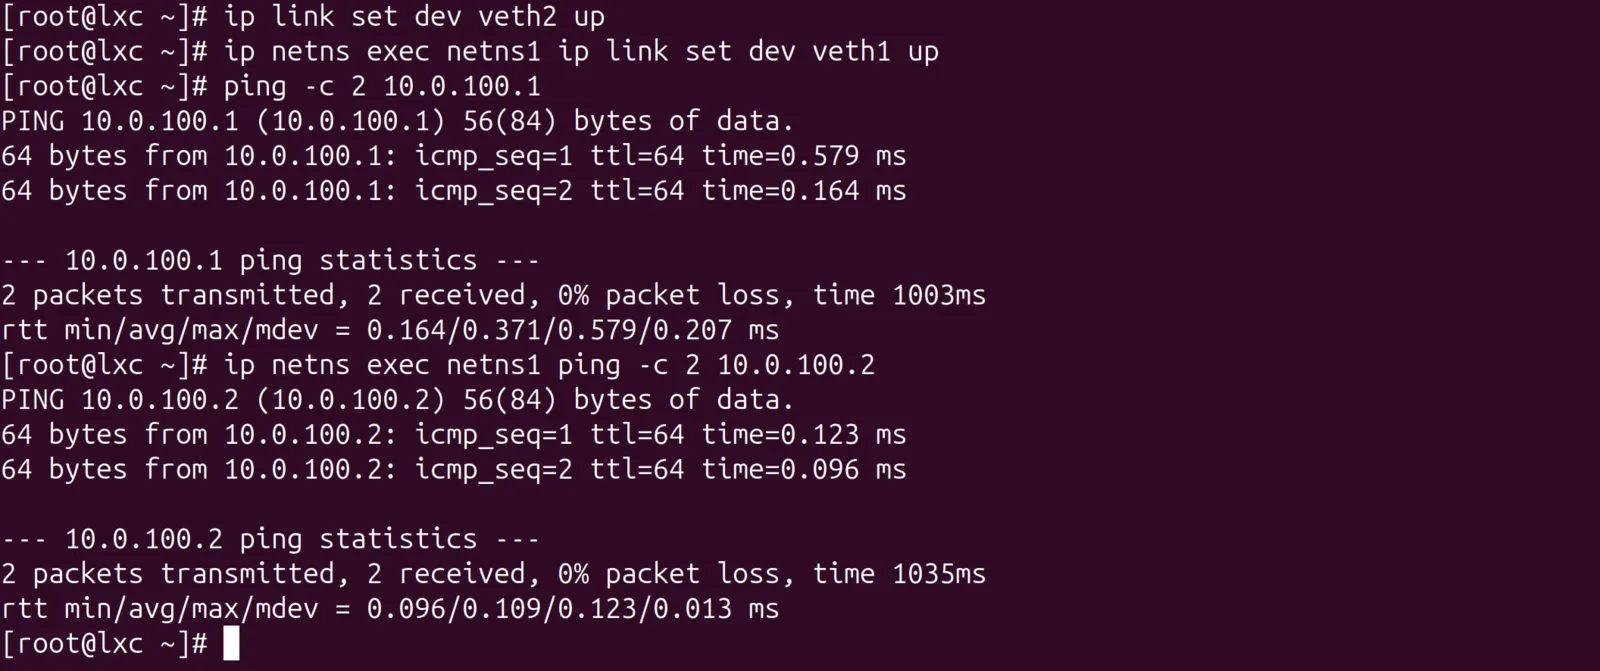 [root@lxc ~]# ip link set dev veth2 up
[root@lxc ~]# ip netns exec netns1 ip link set dev veth1 up
[root@lxc ~]# ping -c 2 10.0.100.1
PING 10.0.100.1 (10.0.100.1) 56(84) bytes of data.
64 bytes from 10.0.100.1: icmp_seq=1 ttl=64 time=0.579 ms
64 bytes from 10.0.100.1: icmp_seq=2 ttl=64 time=0.164 ms
--- 10.0.100.1 ping statistics ---
2 packets transmitted, 2 received, 0% packet loss, time 1003ms
rtt min/avg/max/mdev = 0.164/0.371/0.579/0.207 ms
[root@lxc ~]# ip netns exec netns1 ping -c 2 10.0.100.2
PING 10.0.100.2 (10.0.100.2) 56(84) bytes of data.
64 bytes from 10.0.100.2: icmp_seq=1 ttl=64 time=0.123 ms
64 bytes from 10.0.100.2: icmp_seq=2 ttl=64 time=0.096 ms
--- 10.0.100.2 ping statistics ---
2 packets transmitted, 2 received, 0% packet loss, time 1035ms
rtt min/avg/max/mdev = 0.096/0.109/0.123/0.013 ms
[root@lxc ~]#